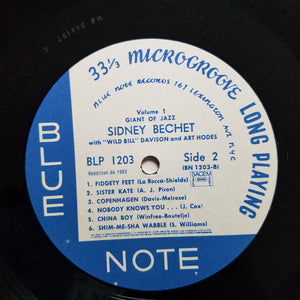 33⅓ MICROGROOVE LONG PLAYING
BLUE NOTE RECORDS 767 LEXINGTON AVE NYC
Volume 1
GIANT OF JAZZ
SIDNEY BECHET
with "WILD BILL" DAVISON and ART HODES
BLP 1203 Side 2
Réédition de 1983 (BN 1203-B)
SACEM
1. FIDGETY FEET (La Rocca-Shields)
2. SISTER KATE (A. J. Piron)
3. COPENHAGEN (Davis-Melrose)
4. NOBODY KNOWS YOU... (J. Cox)
5. CHINA BOY (Winfree-Boutelje)
6. SHIM-ME-SHA WABBLE (S. Williams)
BLUE
NOTE